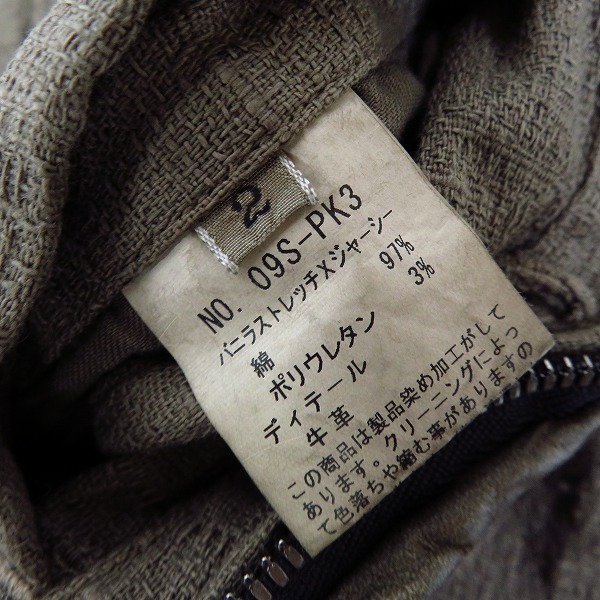 2
NO. 09S-PK3
バニラストレッチXジャーシー
綿 97%
ポリウレタン 3%
ディテール
牛革
この商品は製品染め加工がして
あります。クリーニングによっ
て色落ちや縮む事がありますの